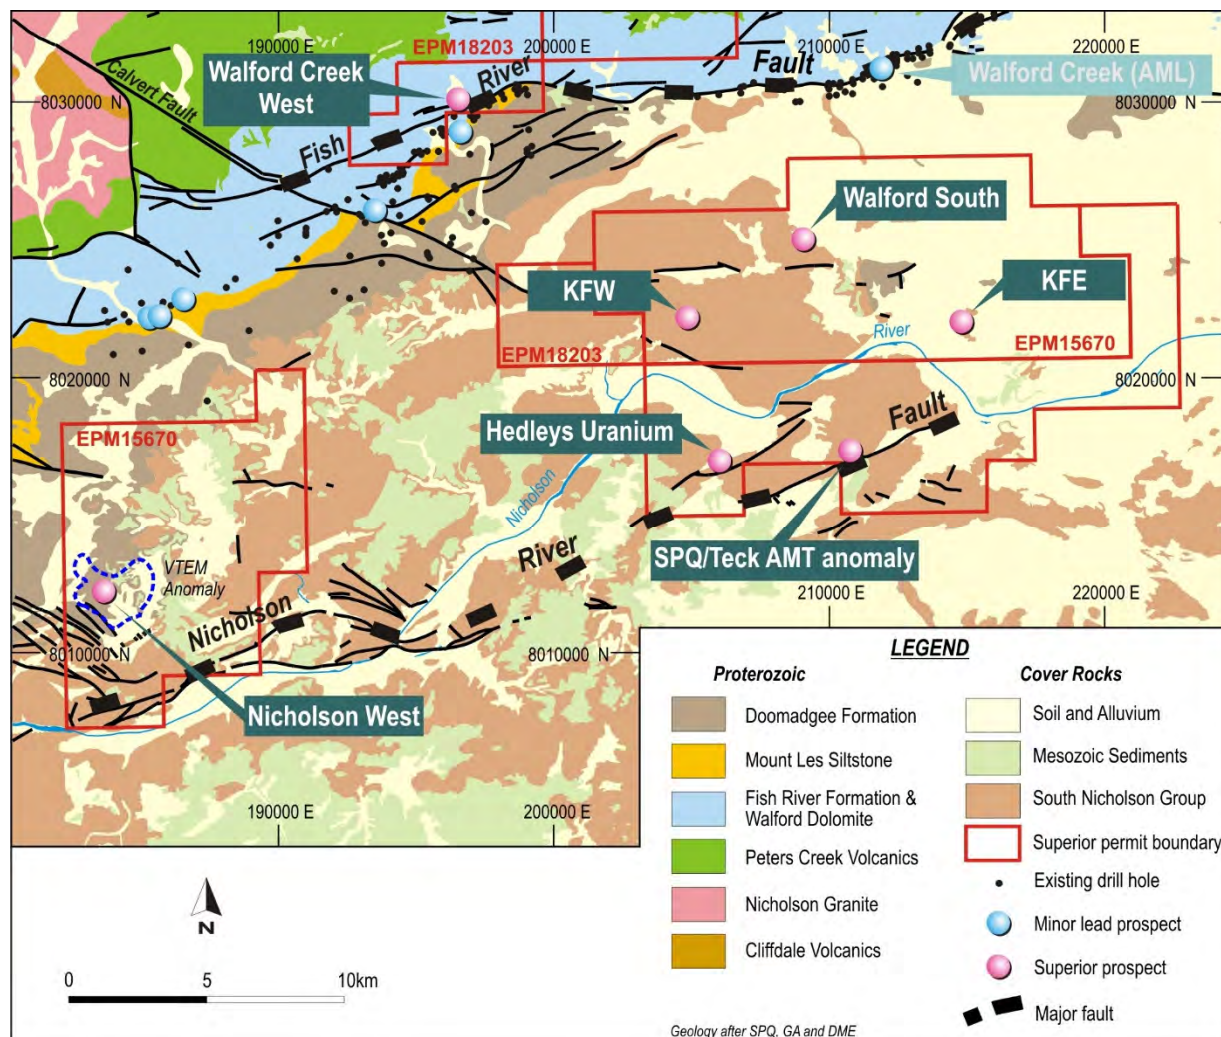 190000 E
EPM18203
200000 E
210000 E
220000 E
Walford Creek
West
River
Fault
Walford Creek (AML)
Calvert Fault
8030000 N
8030000 N
Fish
Walford South
KFW
KFE
River
EPM18203
EPM15670
8020000 N
8020000 N
EPM15670
Hedleys Uranium
Fault
Nicholson
SPQ/Teck AMT anomaly
VTEM
Anomaly
River
210000 E
220000 E
Nicholson
8010000 N
8010000 N
8010000 N
Nicholson West
190000 E
200000 E
LEGEND
Proterozoic
Doomadgee Formation
Mount Les Siltstone
Fish River Formation &
Walford Dolomite
Peters Creek Volcanics
Nicholson Granite
Cliffdale Volcanics
Cover Rocks
Soil and Alluvium
Mesozoic Sediments
South Nicholson Group
Superior permit boundary
Existing drill hole
Minor lead prospect
Superior prospect
Major fault
N
0 5 10km
Geology after SPQ, GA and DME